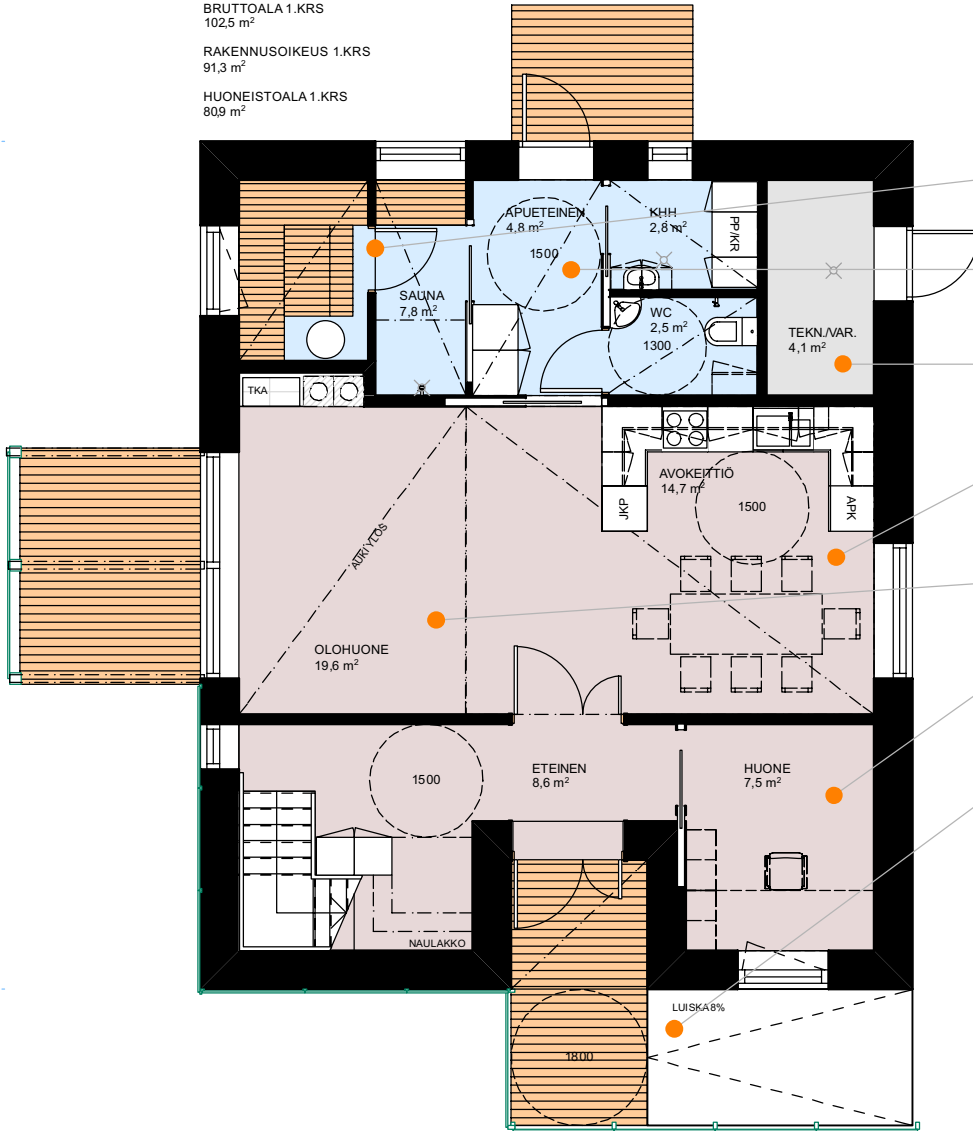 BRUTTOALA 1.KRS
102,5 m²
RAKENNUSOIKEUS 1.KRS
91,3 m²
HUONEISTOALA 1.KRS
80,9 m²
APUETEINEN
4,8 m²
1500
KHH
2,8 m²
PP/KR
SAUNA
7,8 m²
WC
2,5 m²
1300
TEKN./VAR.
4,1 m²
TKA
AVOKEITTIÖ
14,7 m²
JKP
1500
APK
AUKI YLÖS
OLOHUONE
19,6 m²
1500
ETEINEN
8,6 m²
HUONE
7,5 m²
NAULAKKO
LUISKA 8%
1800